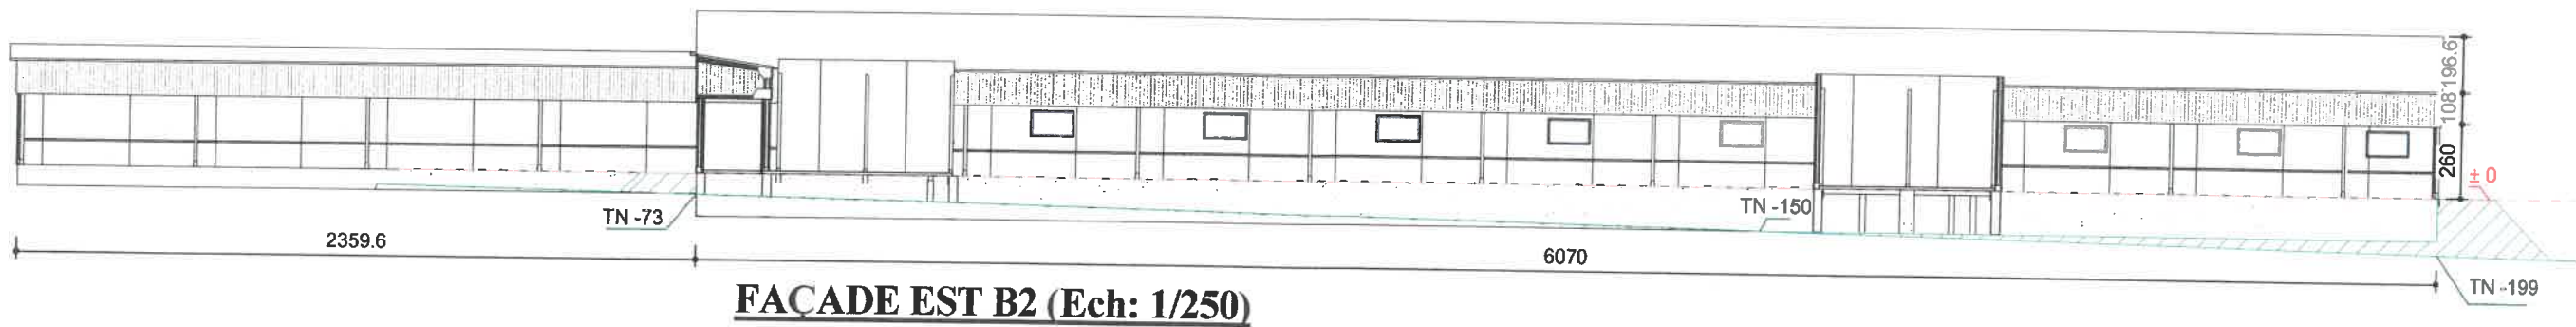 196.6
108
260
± 0
TN -73
TN -150
2359.6
6070
TN -199
FAÇADE EST B2 (Ech: 1/250)